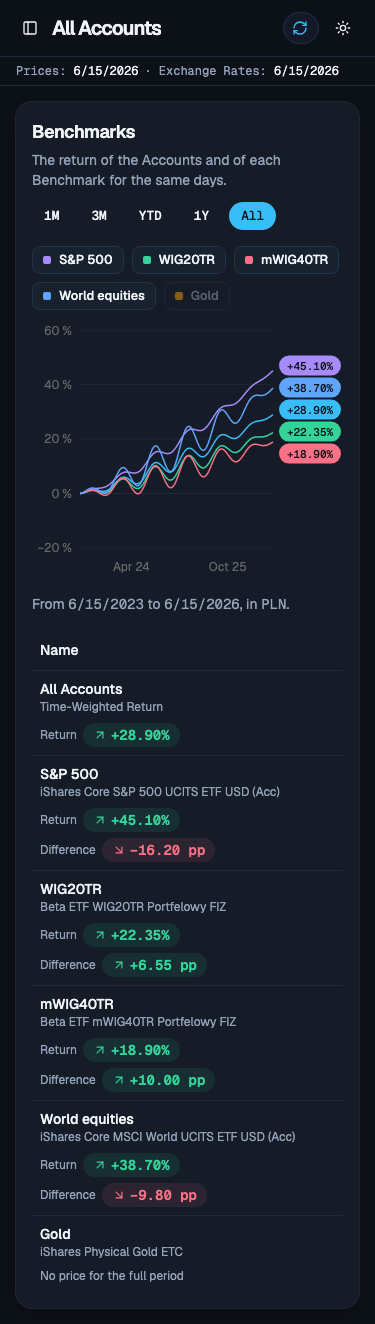 All Accounts
Prices: 6/15/2026 · Exchange Rates: 6/15/2026
Benchmarks
The return of the Accounts and of each
Benchmark for the same days.
1M 3M YTD 1Y All
S&P 500 WIG20TR mWIG40TR
World equities Gold
60 %
+45.10%
40 %
+38.70%
+28.90%
20 %
+22.35%
+18.90%
0 %
−20 %
Apr 24 Oct 25
From 6/15/2023 to 6/15/2026, in PLN.
Name
All Accounts
Time-Weighted Return
Return +28.90%
S&P 500
iShares Core S&P 500 UCITS ETF USD (Acc)
Return +45.10%
Difference −16.20 pp
WIG20TR
Beta ETF WIG20TR Portfelowy FIZ
Return +22.35%
Difference +6.55 pp
mWIG40TR
Beta ETF mWIG40TR Portfelowy FIZ
Return +18.90%
Difference +10.00 pp
World equities
iShares Core MSCI World UCITS ETF USD (Acc)
Return +38.70%
Difference −9.80 pp
Gold
iShares Physical Gold ETC
No price for the full period